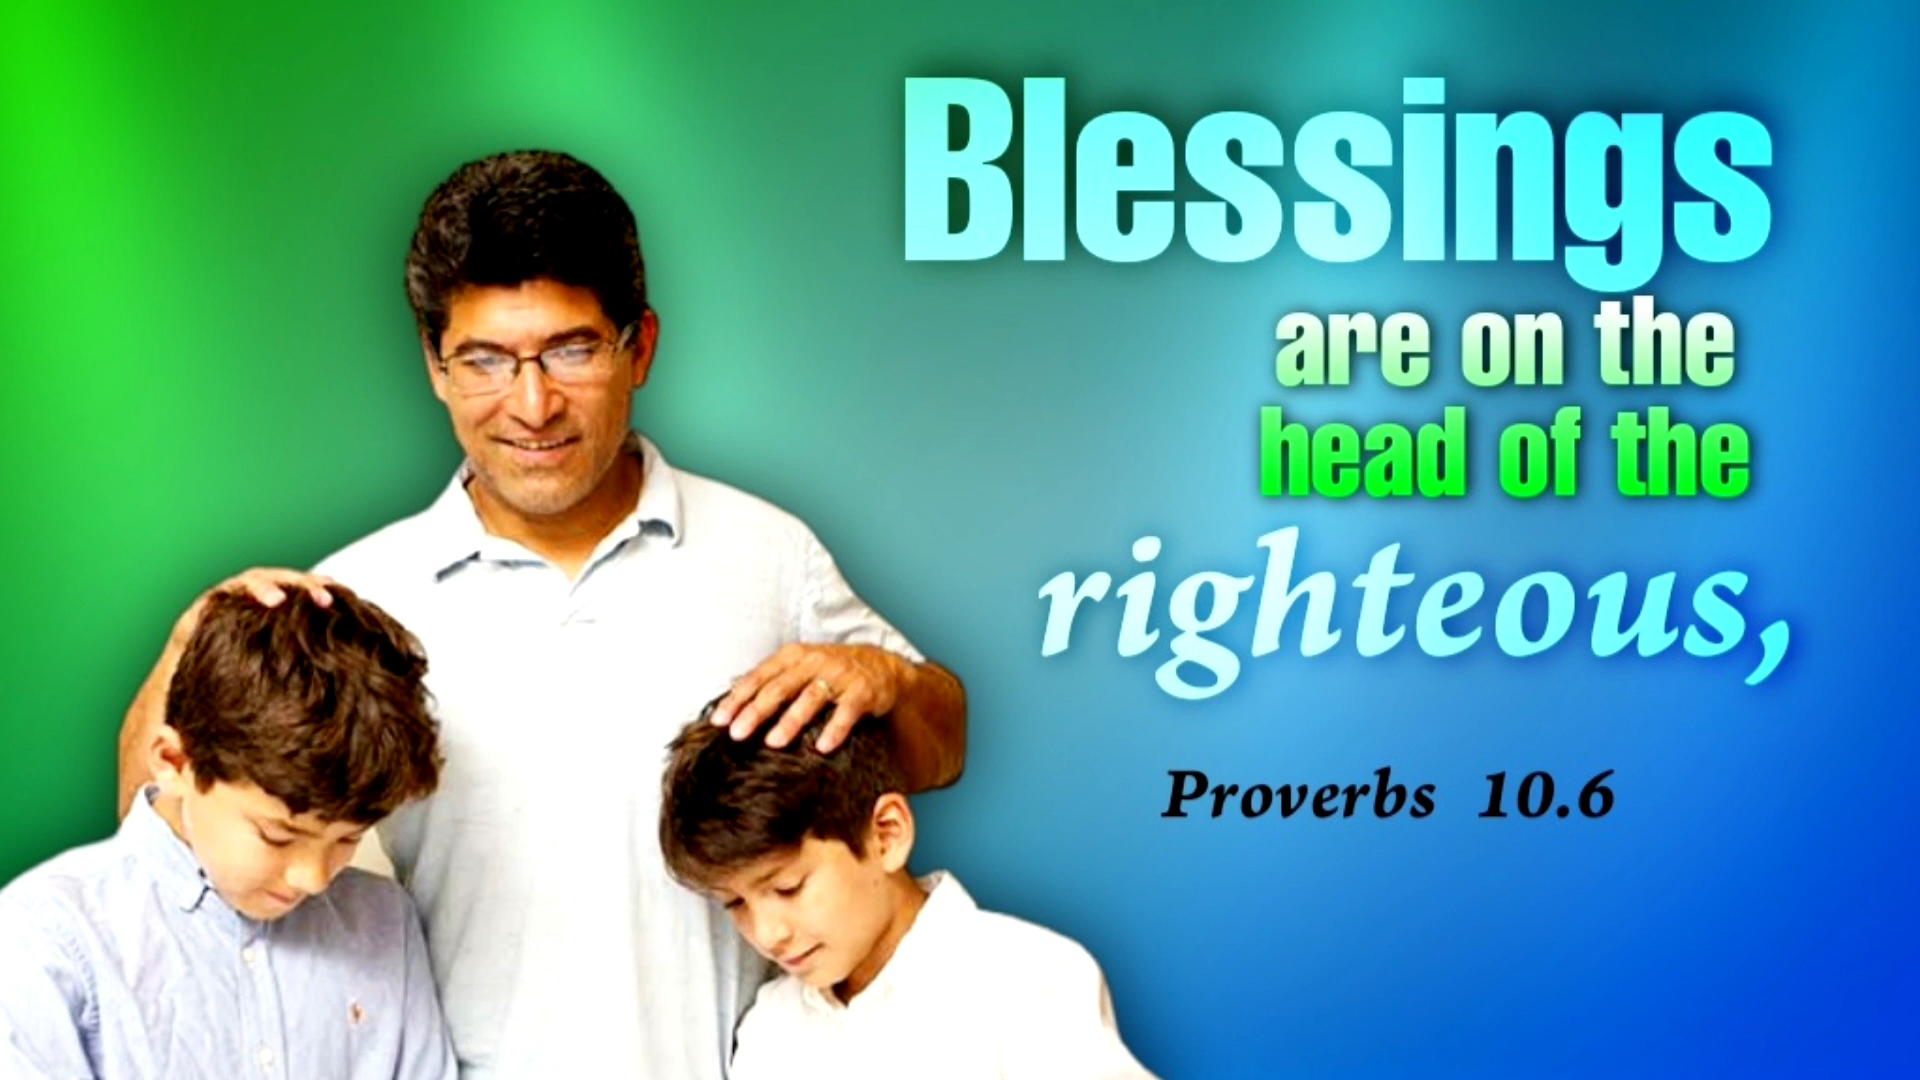 Blessings
are on the
head of the
righteous,
Proverbs 10.6